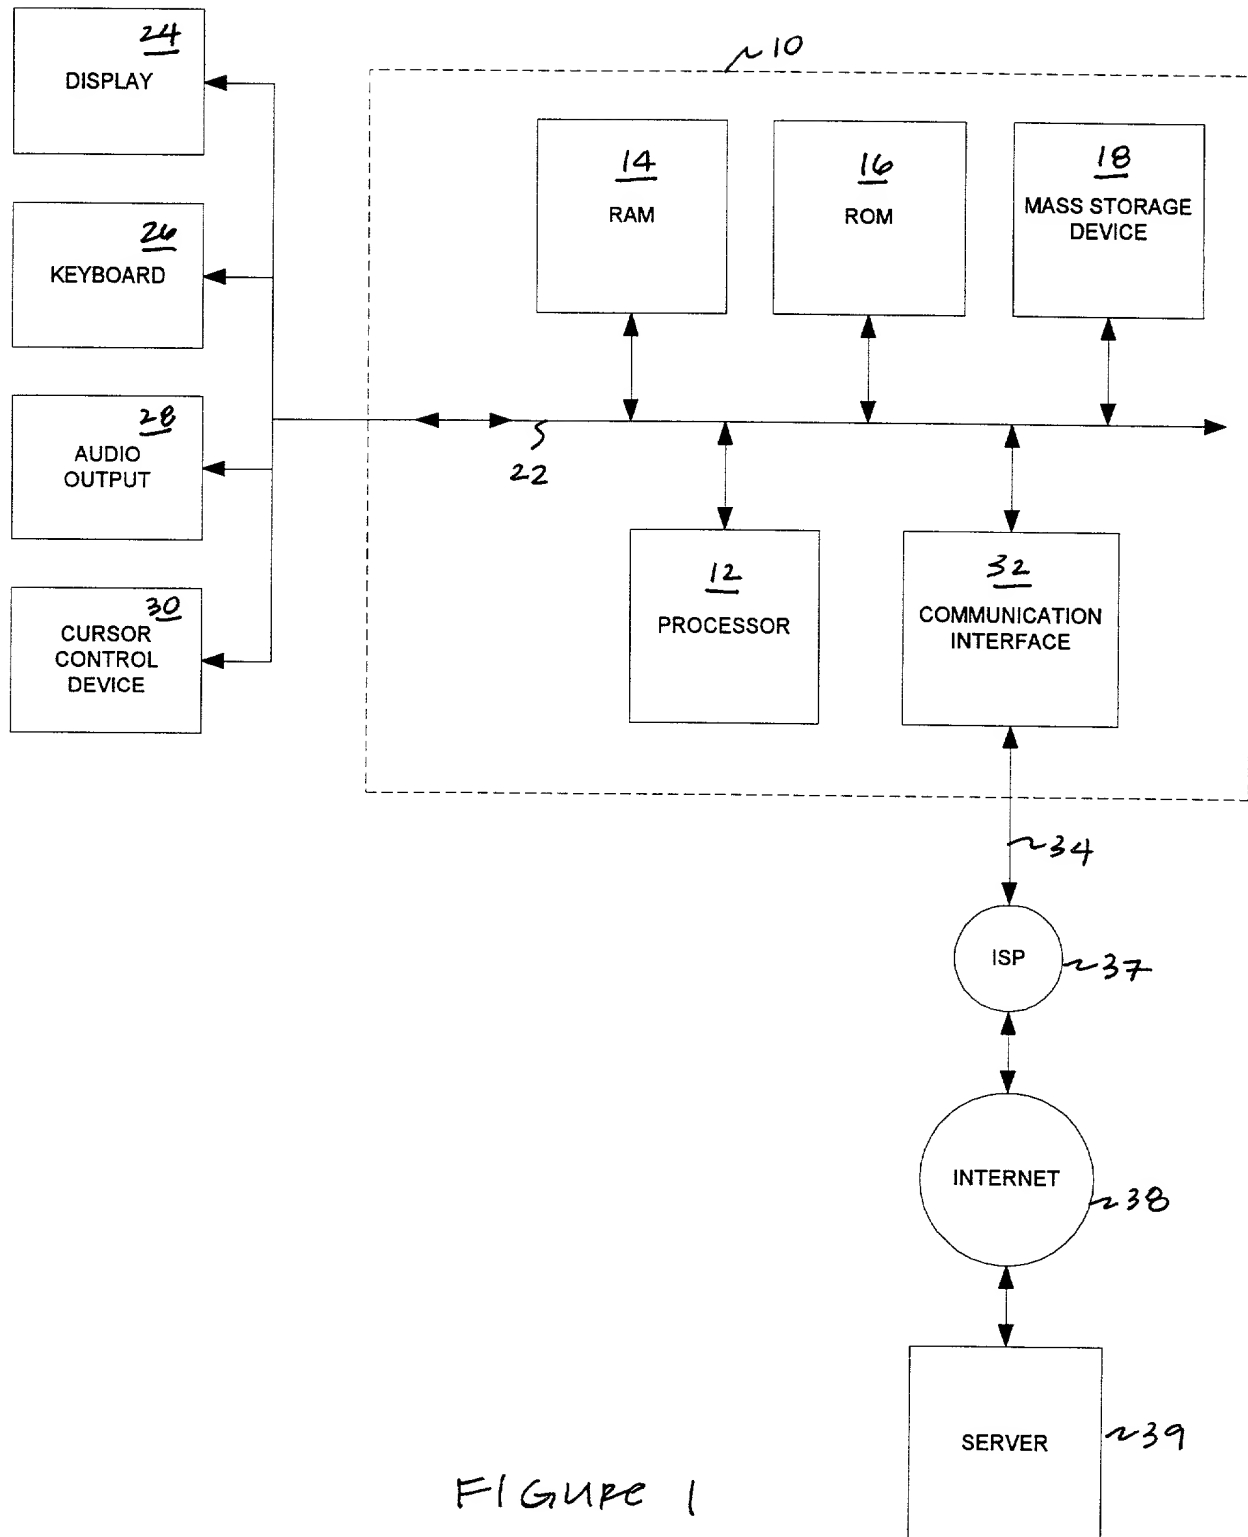 24
DISPLAY
10
14
RAM
16
ROM
18
MASS STORAGE
DEVICE
26
KEYBOARD
28
AUDIO
OUTPUT
22
30
CURSOR
CONTROL
DEVICE
12
PROCESSOR
32
COMMUNICATION
INTERFACE
34
ISP
37
INTERNET
38
SERVER
39
FIGURE 1